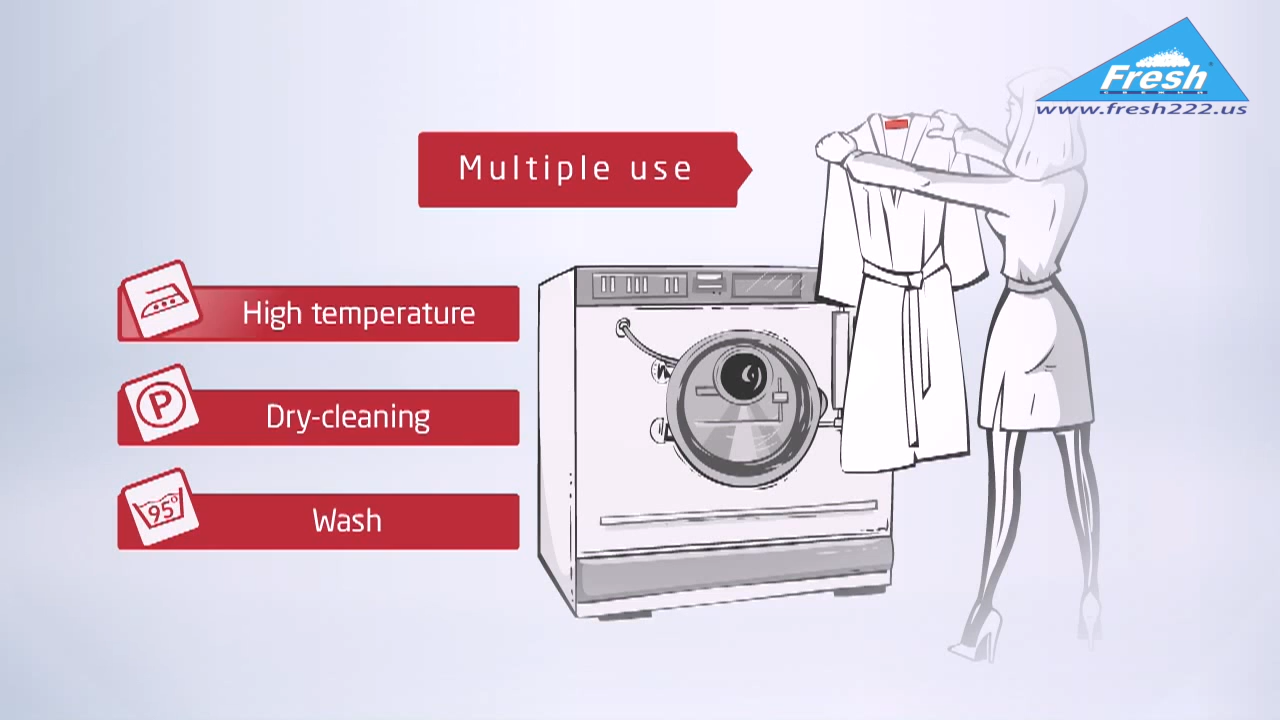 Fresh
www.fresh222.us
Multiple use
High temperature
P
Dry-cleaning
95°
Wash